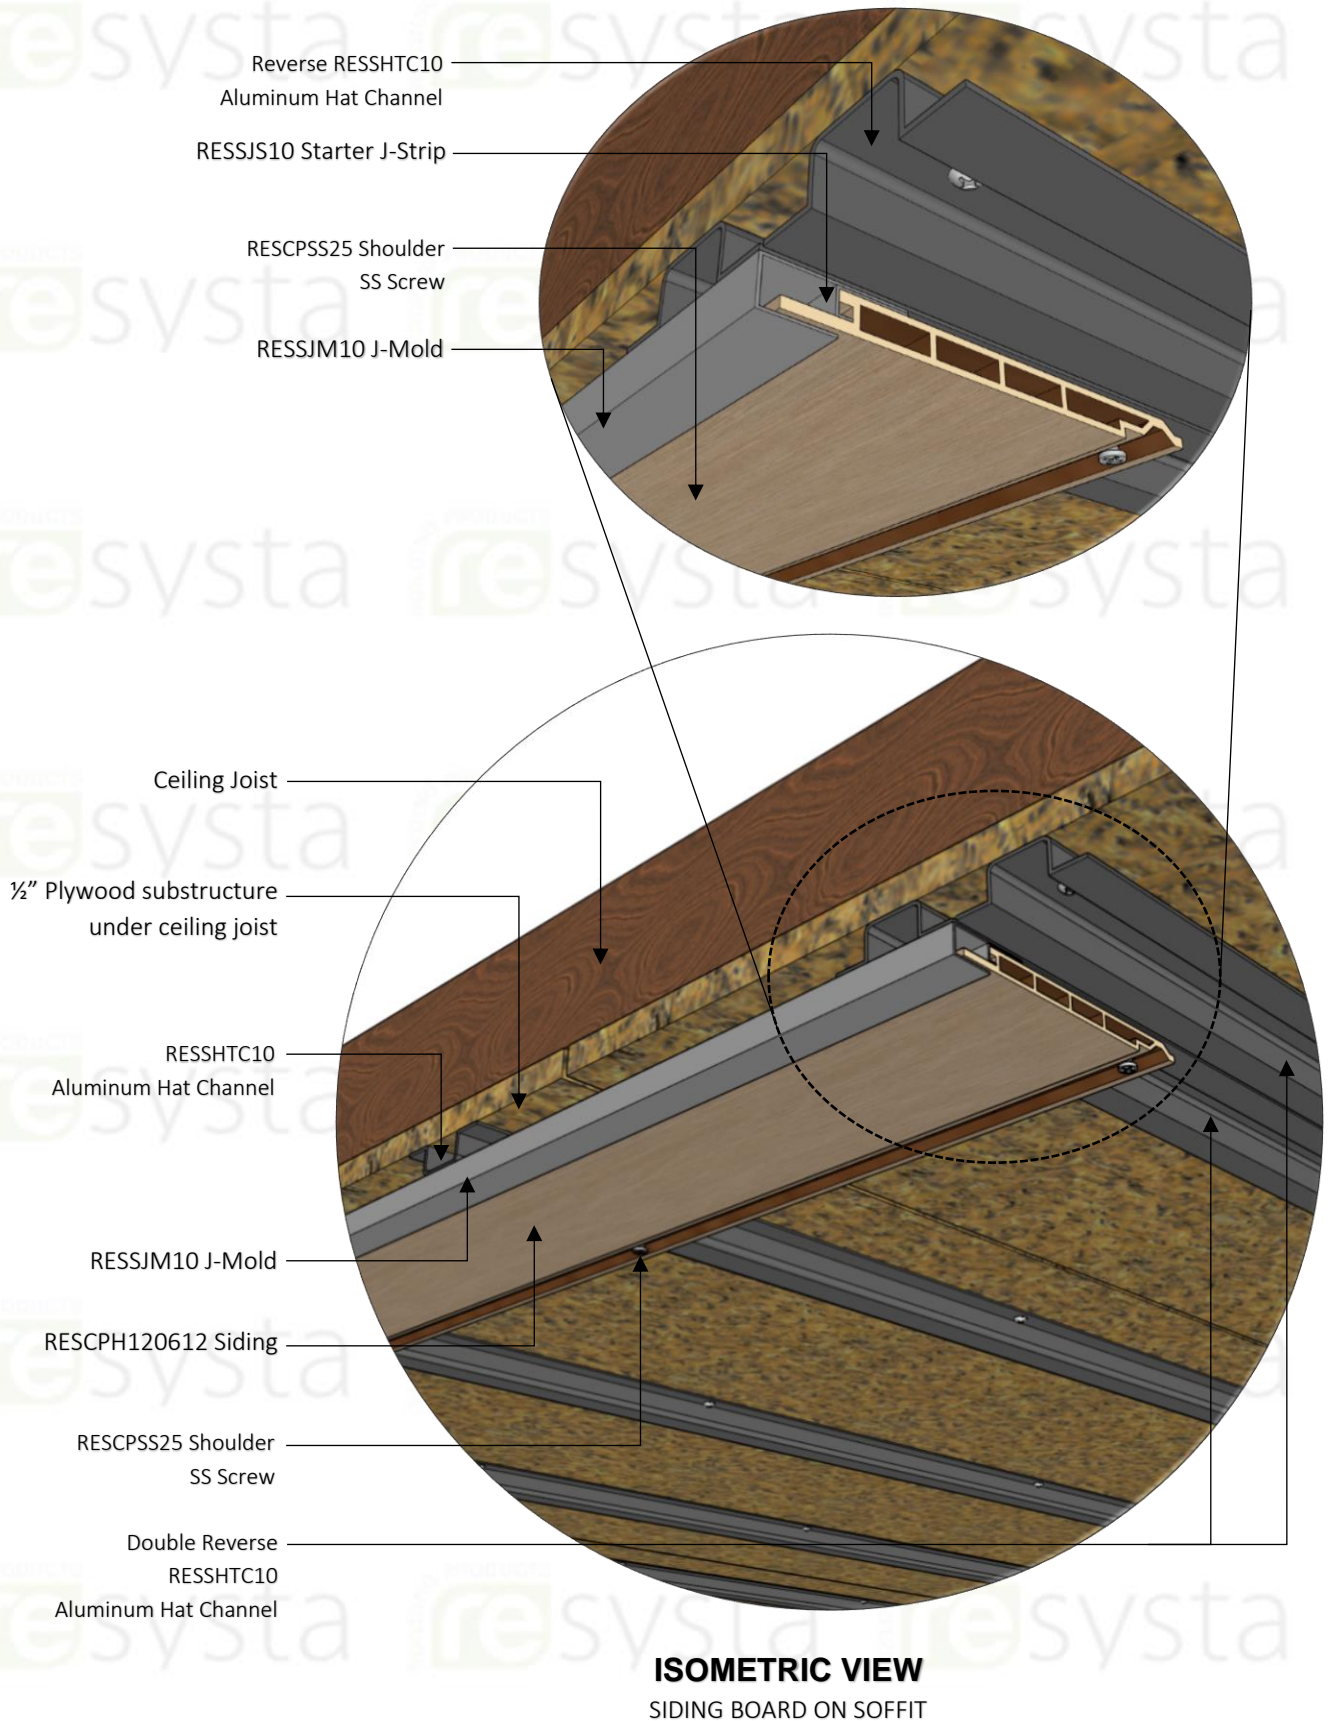 Reverse RESSHTC10
Aluminum Hat Channel
RESSJS10 Starter J-Strip
RESCPSS25 Shoulder
SS Screw
RESSJM10 J-Mold
Ceiling Joist
½” Plywood substructure
under ceiling joist
RESSHTC10
Aluminum Hat Channel
RESSJM10 J-Mold
RESCPH120612 Siding
RESCPSS25 Shoulder
SS Screw
Double Reverse
RESSHTC10
Aluminum Hat Channel
ISOMETRIC VIEW
SIDING BOARD ON SOFFIT
resysta